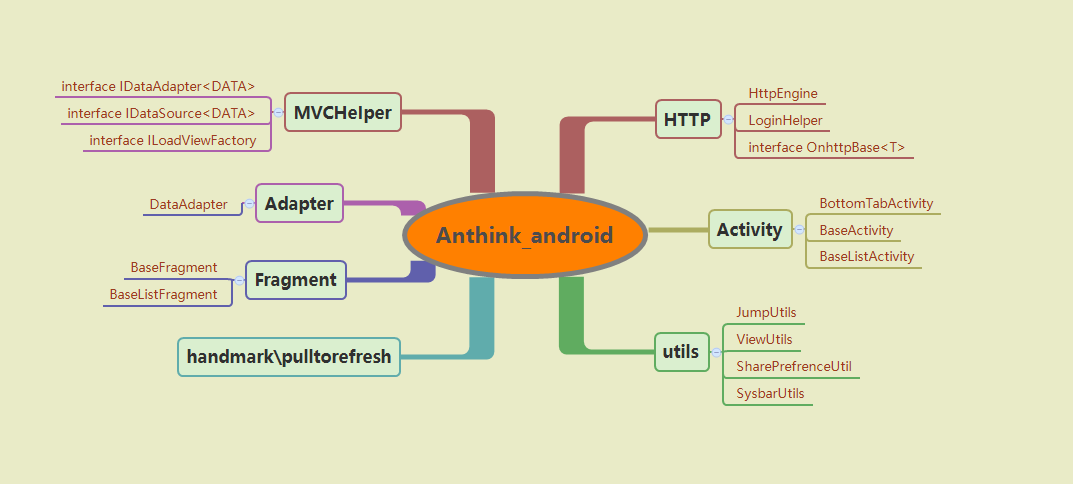 Anthink_android
MVCHelper
interface IDataAdapter<DATA>
interface IDataSource<DATA>
interface ILoadViewFactory
Adapter
DataAdapter
Fragment
BaseFragment
BaseListFragment
handmark\pulltorefresh
HTTP
HttpEngine
LoginHelper
interface OnhttpBase<T>
Activity
BottomTabActivity
BaseActivity
BaseListActivity
utils
JumpUtils
ViewUtils
SharePrefrenceUtil
SysbarUtils